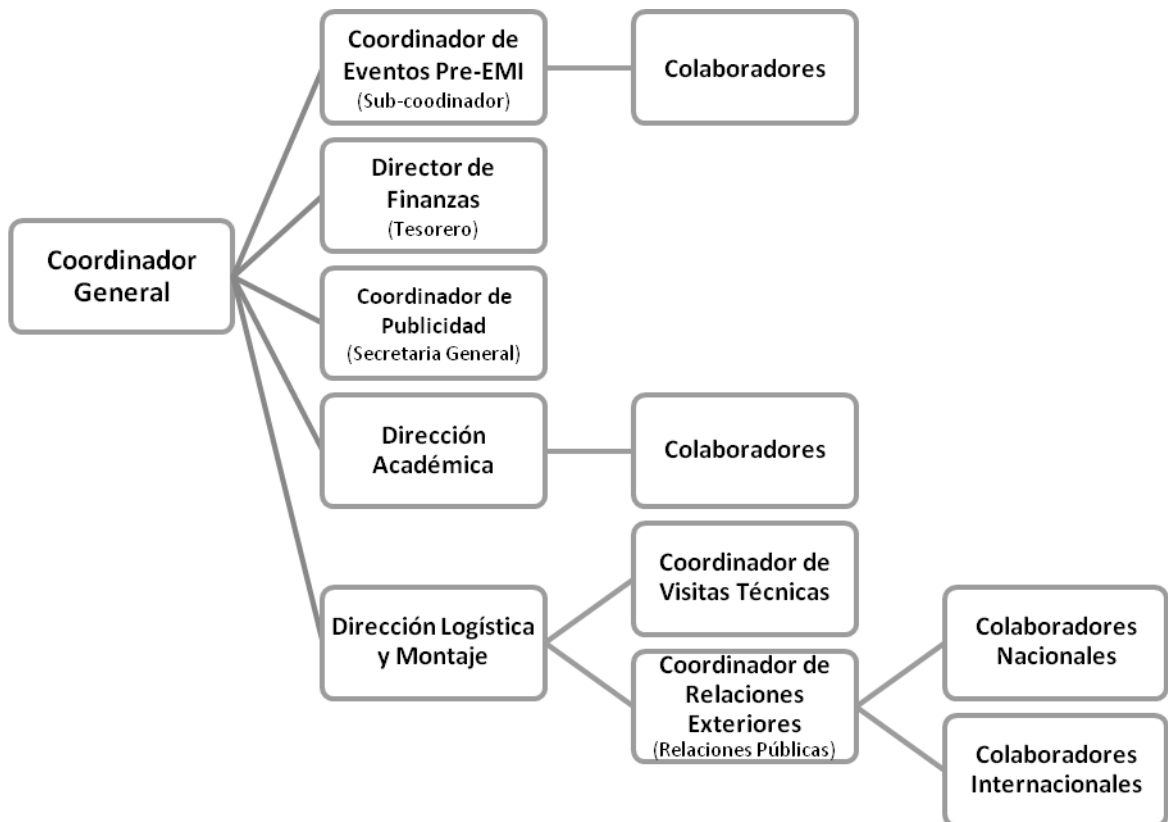 Coordinador de
Eventos Pre-EMI
(Sub-coodinador)
Colaboradores
Director de
Finanzas
(Tesorero)
Coordinador
General
Coordinador de
Publicidad
(Secretaria General)
Dirección
Académica
Colaboradores
Coordinador de
Visitas Técnicas
Dirección Logística
y Montaje
Coordinador de
Relaciones
Exteriores
(Relaciones Públicas)
Colaboradores
Nacionales
Colaboradores
Internacionales